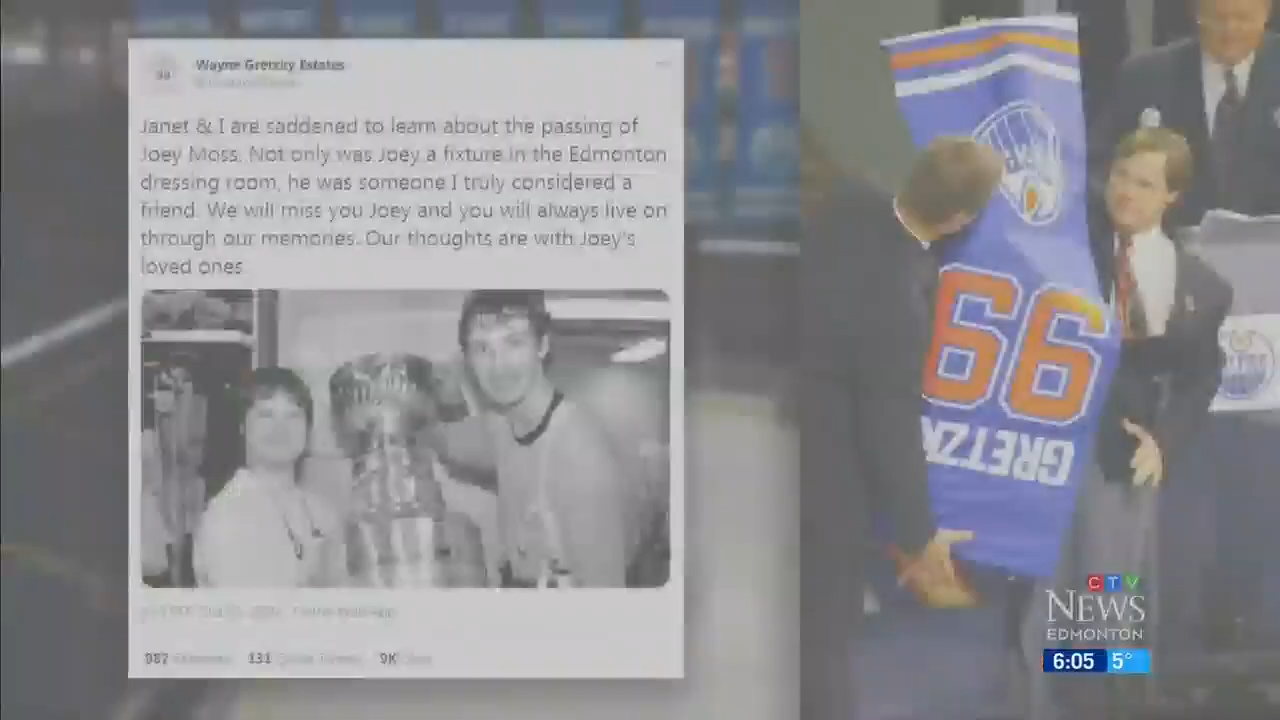 Wayne Gretzky Estates
Janet & I are saddened to learn about the passing of
Joey Moss. Not only was Joey a fixture in the Edmonton
dressing room, he was someone I truly considered a
friend. We will miss you Joey and you will always live on
through our memories. Our thoughts are with Joey's
loved ones.
987 131 9K
99
GRETZK
CTV
NEWS
EDMONTON
6:05 5°